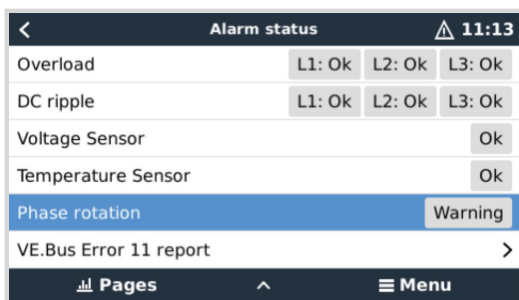 Alarm status 11:13
Overload L1: Ok L2: Ok L3: Ok
DC ripple L1: Ok L2: Ok L3: Ok
Voltage Sensor Ok
Temperature Sensor Ok
Phase rotation Warning
VE.Bus Error 11 report
Pages Menu